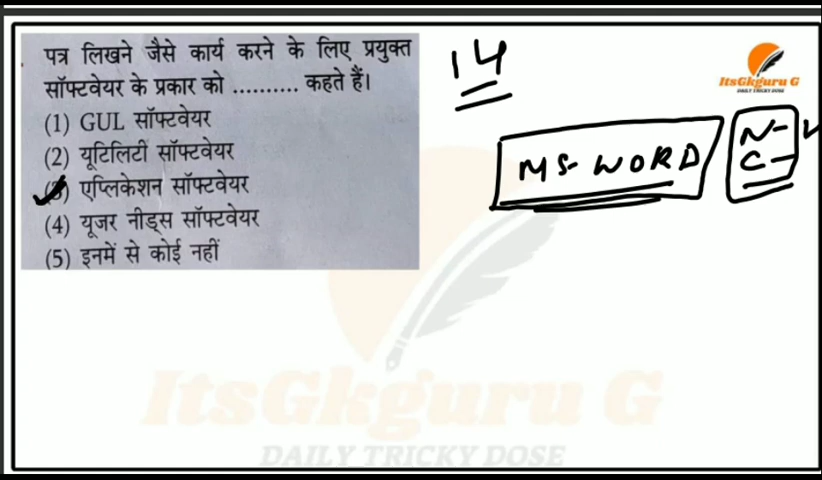 पत्र लिखने जैसे कार्य करने के लिए प्रयुक्त
सॉफ्टवेयर के प्रकार को .......... कहते हैं।
(1) GUL सॉफ्टवेयर
(2) यूटिलिटी सॉफ्टवेयर
(3) एप्लिकेशन सॉफ्टवेयर
(4) यूजर नीड्स सॉफ्टवेयर
(5) इनमें से कोई नहीं
14
MS-WORD
N-
C-
ItsGkguru G
DAILY TRICKY DOSE
ItsGkguru G
DAILY TRICKY DOSE